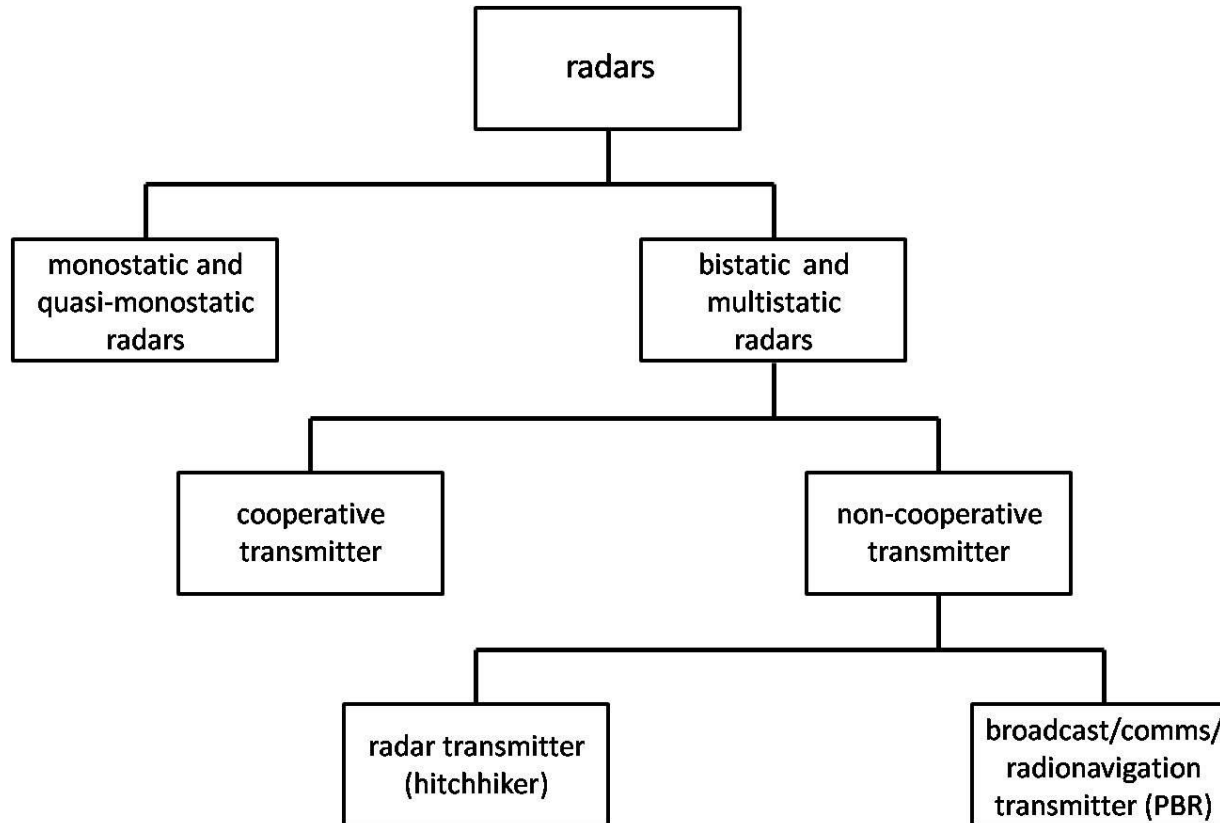 radars
monostatic and
quasi-monostatic
radars
bistatic and
multistatic
radars
cooperative
transmitter
non-cooperative
transmitter
radar transmitter
(hitchhiker)
broadcast/comms/
radionavigation
transmitter (PBR)